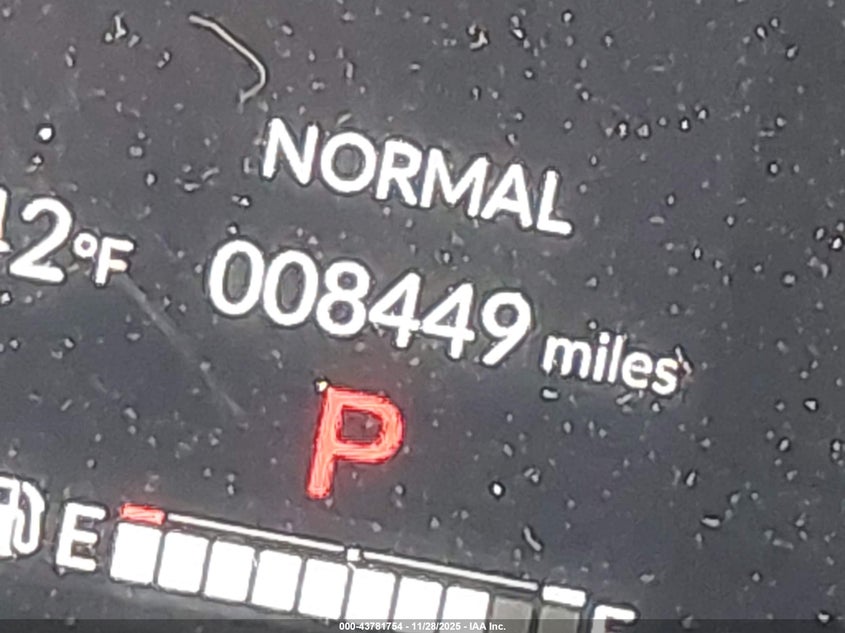 NORMAL
2°F
008449 miles
P
E
000-43781754 - 11/28/2025 - IAA Inc.